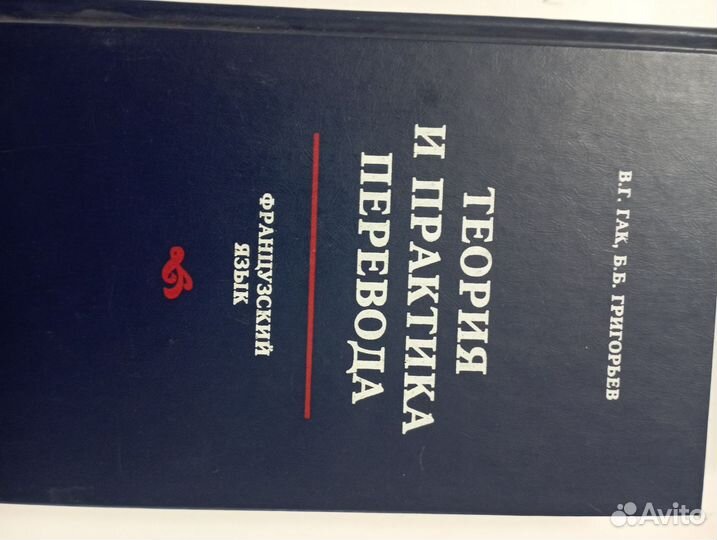 В.Г. ГАК, Б.Б. ГРИГОРЬЕВ
ТЕОРИЯ
И ПРАКТИКА
ПЕРЕВОДА
ФРАНЦУЗСКИЙ
ЯЗЫК
Avito